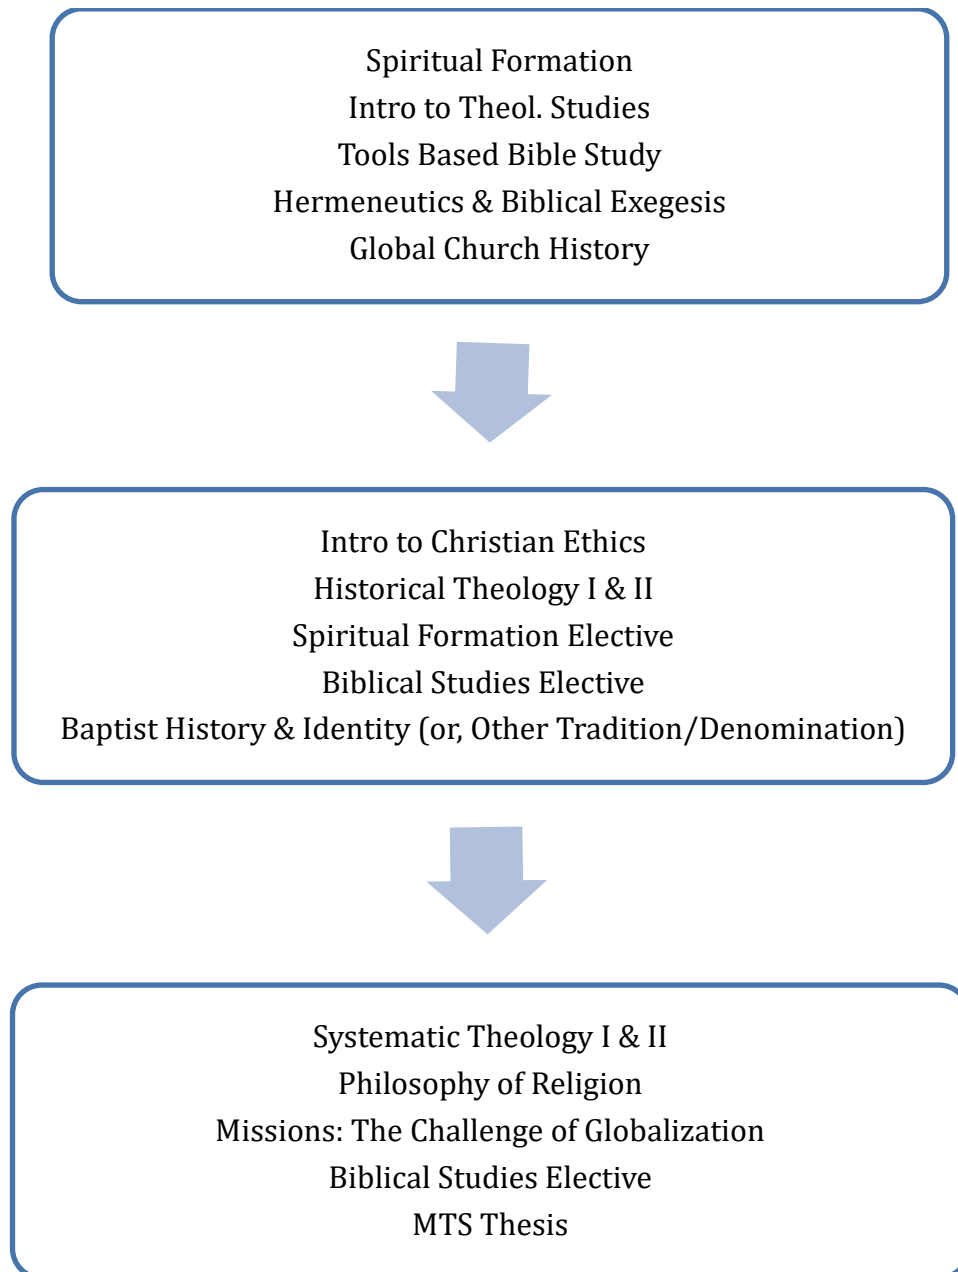 Spiritual Formation
Intro to Theol. Studies
Tools Based Bible Study
Hermeneutics & Biblical Exegesis
Global Church History
Intro to Christian Ethics
Historical Theology I & II
Spiritual Formation Elective
Biblical Studies Elective
Baptist History & Identity (or, Other Tradition/Denomination)
Systematic Theology I & II
Philosophy of Religion
Missions: The Challenge of Globalization
Biblical Studies Elective
MTS Thesis